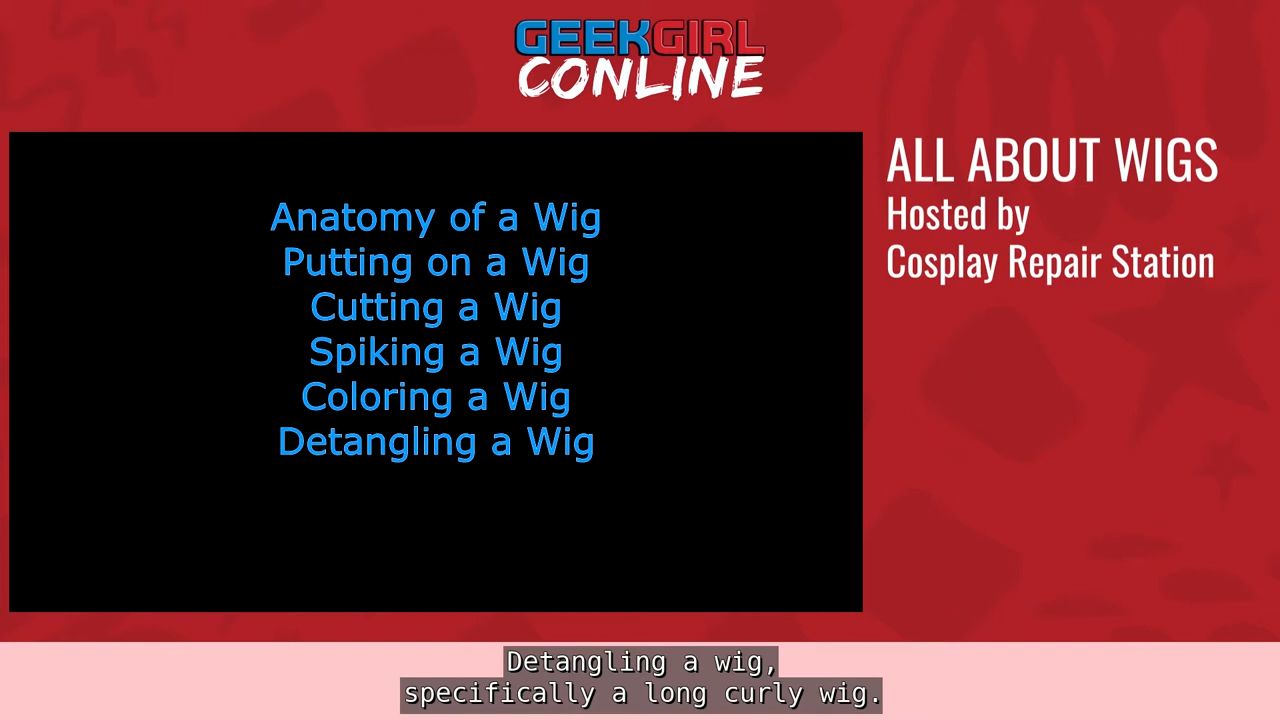 GEEKGIRL
CONLINE
ALL ABOUT WIGS
Hosted by
Cosplay Repair Station
Anatomy of a Wig
Putting on a Wig
Cutting a Wig
Spiking a Wig
Coloring a Wig
Detangling a Wig
Detangling a wig,
specifically a long curly wig.